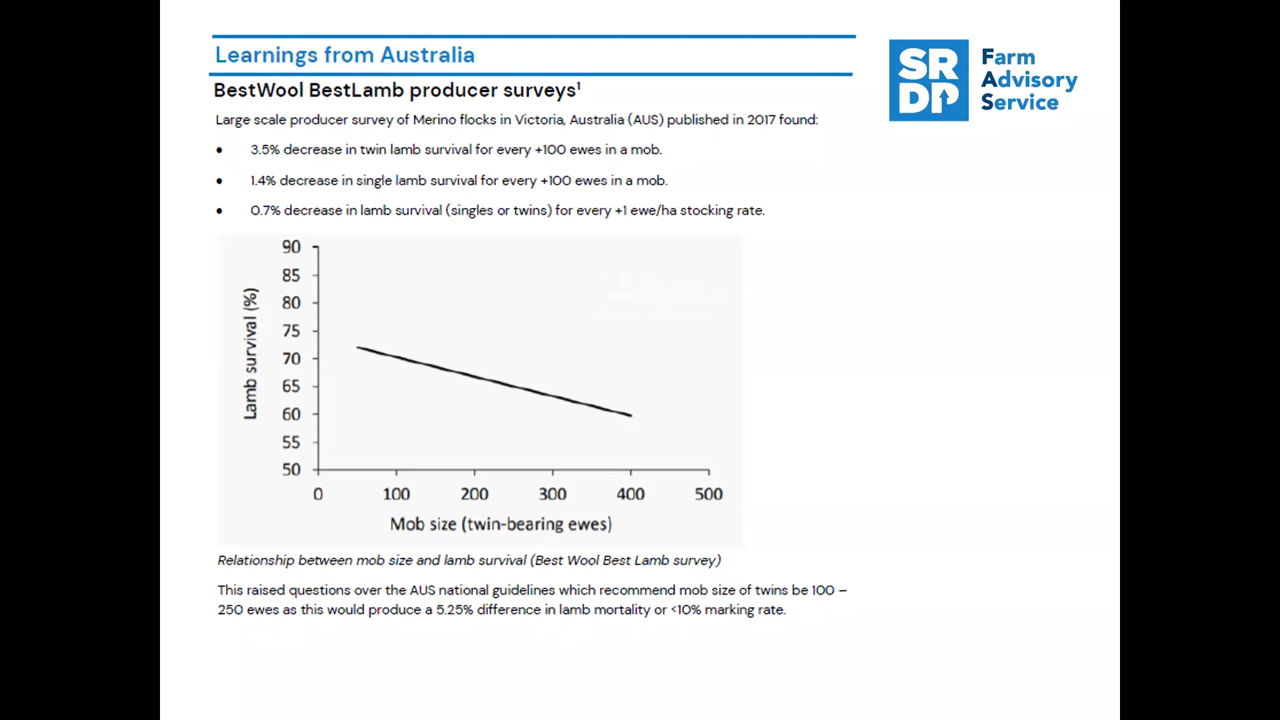 Learnings from Australia
SR
DP
Farm
Advisory
Service
BestWool BestLamb producer surveys¹
Large scale producer survey of Merino flocks in Victoria, Australia (AUS) published in 2017 found:
• 3.5% decrease in twin lamb survival for every +100 ewes in a mob.
• 1.4% decrease in single lamb survival for every +100 ewes in a mob.
• 0.7% decrease in lamb survival (singles or twins) for every +1 ewe/ha stocking rate.
Lamb survival (%)
90
85
80
75
70
65
60
55
50
0 100 200 300 400 500
Mob size (twin-bearing ewes)
Relationship between mob size and lamb survival (Best Wool Best Lamb survey)
This raised questions over the AUS national guidelines which recommend mob size of twins be 100 –
250 ewes as this would produce a 5.25% difference in lamb mortality or <10% marking rate.